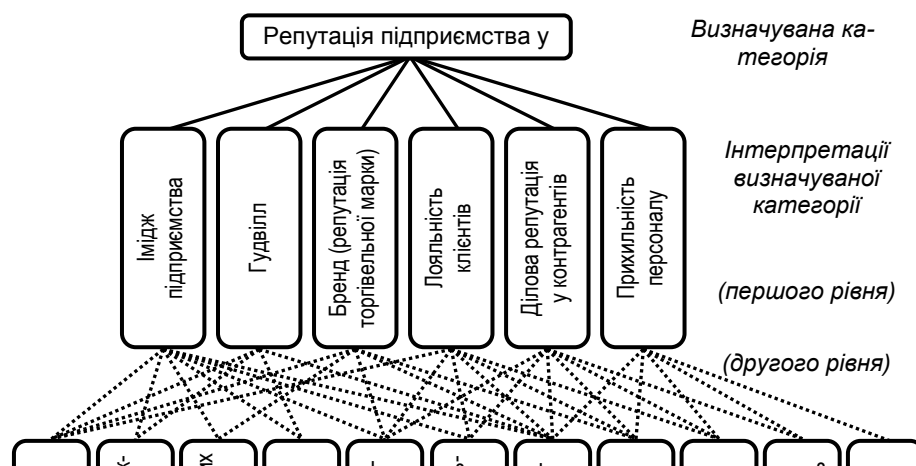 Репутація підприємства у
Визначувана ка-
тегорія
Імідж
підприємства
Гудвілл
Бренд (репутація
торгівельної марки)
Лояльність
клієнтів
Ділова репутація
у контрагентів
Прихильність
персоналу
Інтерпретації
визначуваної
категорії
(першого рівня)
(другого рівня)